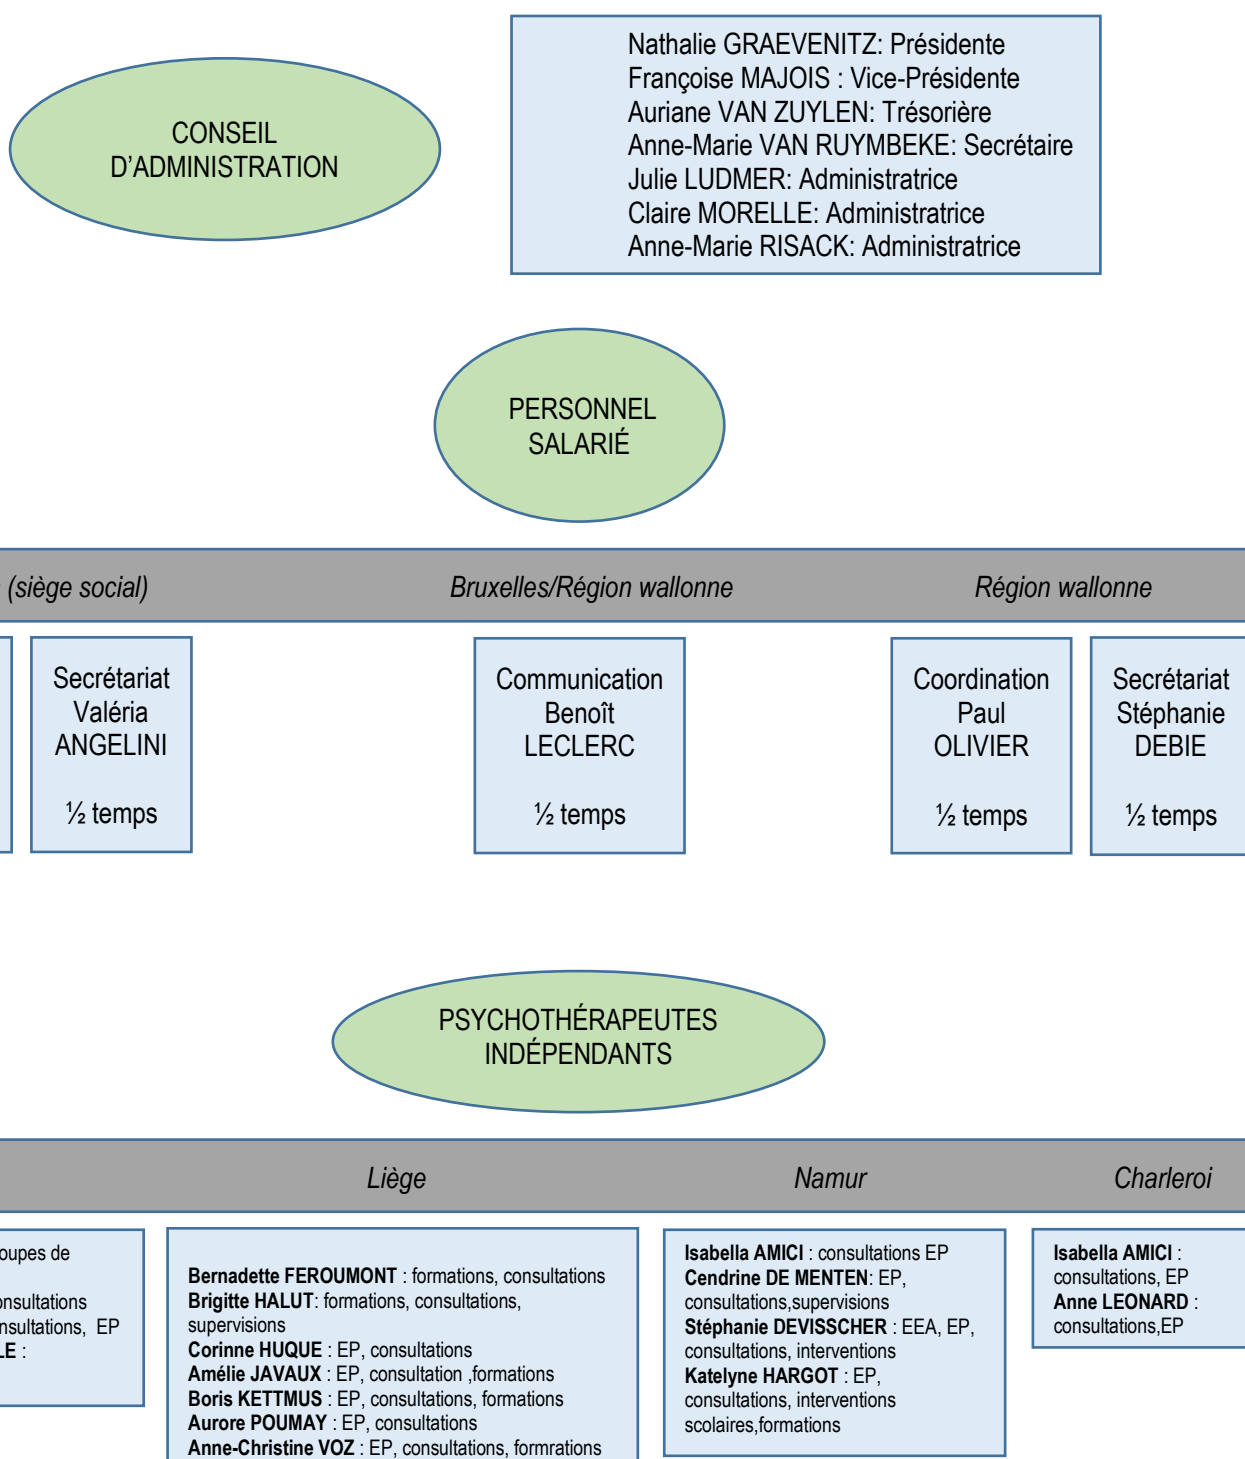 CONSEIL
D'ADMINISTRATION
Nathalie GRAEVENITZ: Présidente
Françoise MAJOIS : Vice-Présidente
Auriane VAN ZUYLEN: Trésorière
Anne-Marie VAN RUYMBEKE: Secrétaire
Julie LUDMER: Administratrice
Claire MORELLE: Administratrice
Anne-Marie RISACK: Administratrice
PERSONNEL
SALARIÉ
(siège social)
Bruxelles/Région wallonne
Région wallonne
Secrétariat
Valéria
ANGELINI
½ temps
Communication
Benoît
LECLERC
½ temps
Coordination
Paul
OLIVIER
½ temps
Secrétariat
Stéphanie
DEBIE
½ temps
PSYCHOTHÉRAPEUTES
INDÉPENDANTS
Liège
Namur
Charleroi
oupes de
onsultations
nsultations, EP
LE :
Bernadette FEROUMONT : formations, consultations
Brigitte HALUT: formations, consultations,
supervisions
Corinne HUQUE : EP, consultations
Amélie JAVAUX : EP, consultation ,formations
Boris KETTMUS : EP, consultations, formations
Aurore POUMAY : EP, consultations
Anne-Christine VOZ : EP, consultations, formrations
Isabella AMICI : consultations EP
Cendrine DE MENTEN: EP,
consultations,supervisions
Stéphanie DEVISSCHER : EEA, EP,
consultations, interventions
Katelyne HARGOT : EP,
consultations, interventions
scolaires,formations
Isabella AMICI :
consultations, EP
Anne LEONARD :
consultations,EP